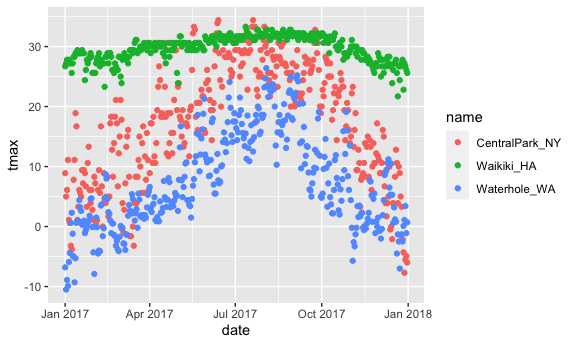 30
20
10
0
-10
tmax
Jan 2017
Apr 2017
Jul 2017
Oct 2017
Jan 2018
date
name
CentralPark_NY
Waikiki_HA
Waterhole_WA